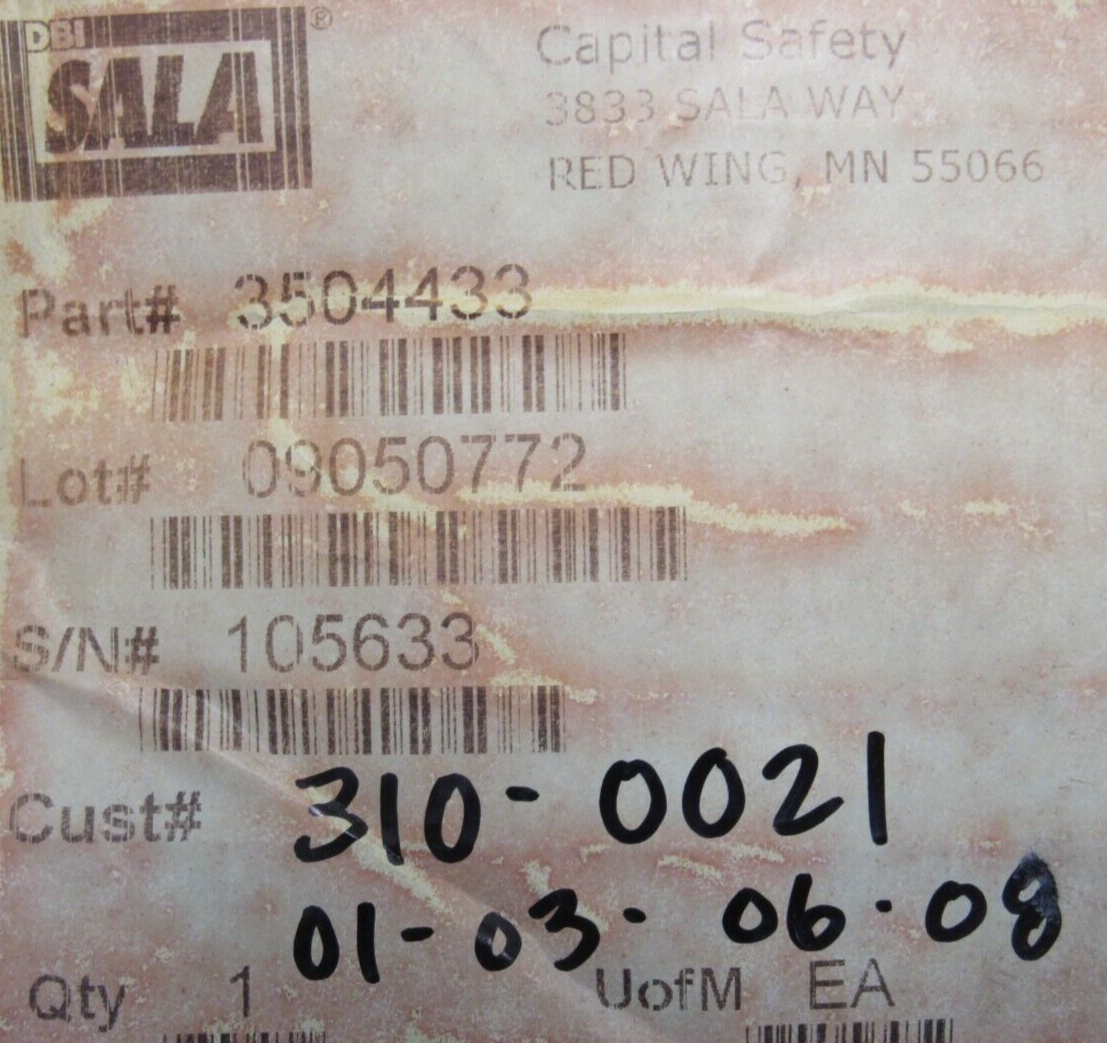 DBI
SALA®
Capital Safety
3833 SALA WAY
RED WING, MN 55066
Part# 3504433
Lot# 09050772
S/N# 105633
Cust# 310-0021
01-03-06-08
Qty 1 UofM EA